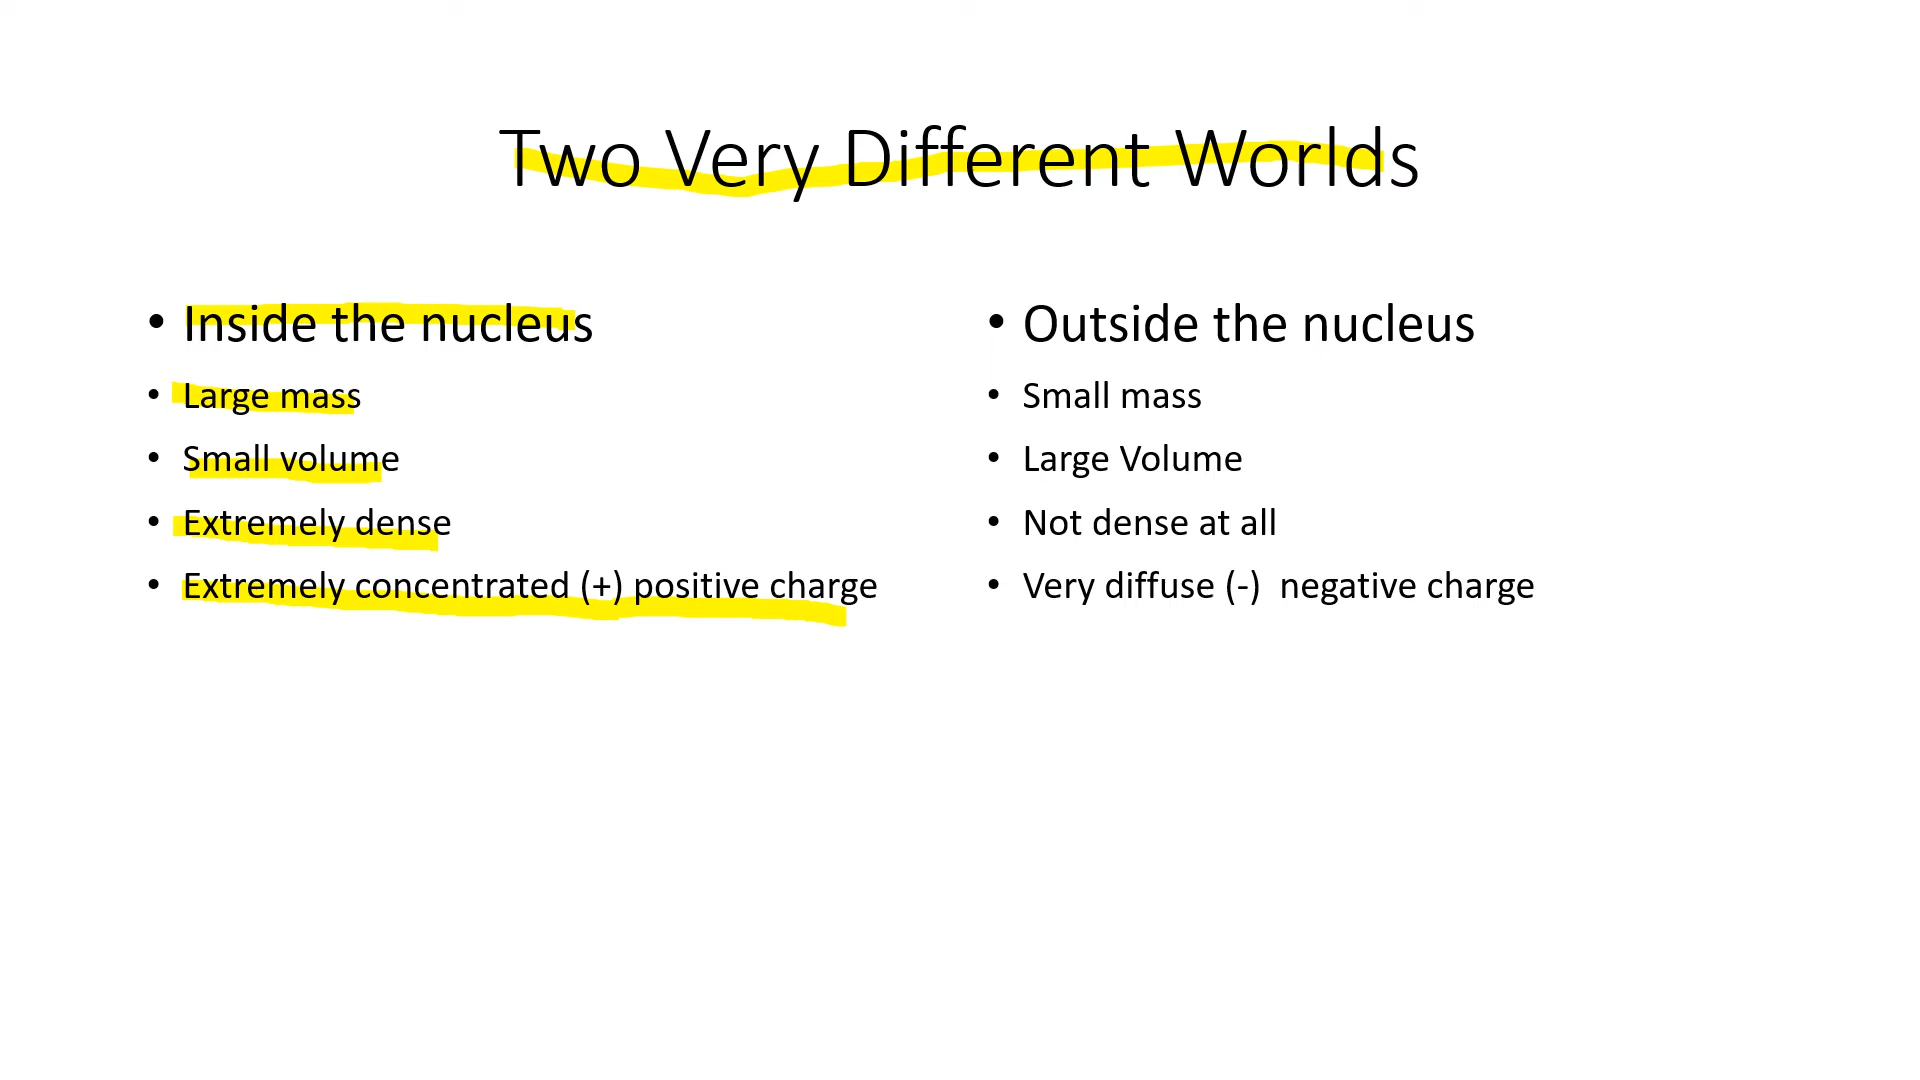 Two Very Different Worlds
• Inside the nucleus
• Large mass
• Small volume
• Extremely dense
• Extremely concentrated (+) positive charge
• Outside the nucleus
• Small mass
• Large Volume
• Not dense at all
• Very diffuse (-)  negative charge